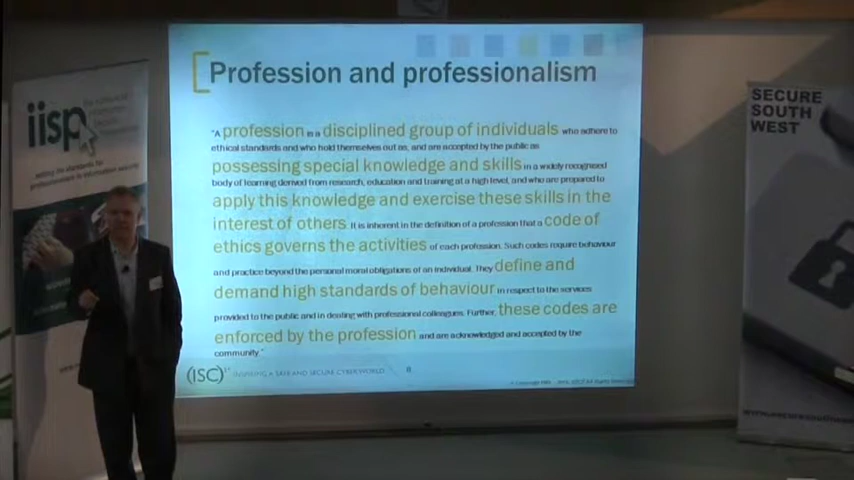 Profession and professionalism
"A profession is a disciplined group of individuals who adhere to
ethical standards and who hold themselves out as, and are accepted by the public as
possessing special knowledge and skills in a widely recognised
body of learning derived from research, education and training at a high level, and who are prepared to
apply this knowledge and exercise these skills in the
interest of others. It is inherent in the definition of a profession that a code of
ethics governs the activities of each profession. Such codes require behaviour
and practice beyond the personal moral obligations of an individual. They define and
demand high standards of behaviour in respect to the services
provided to the public and in dealing with professional colleagues. Further, these codes are
enforced by the profession and are acknowledged and accepted by the
community."
(ISC)² INSPIRING A SAFE AND SECURE CYBER WORLD
8
iisp
SECURE
SOUTH
WEST